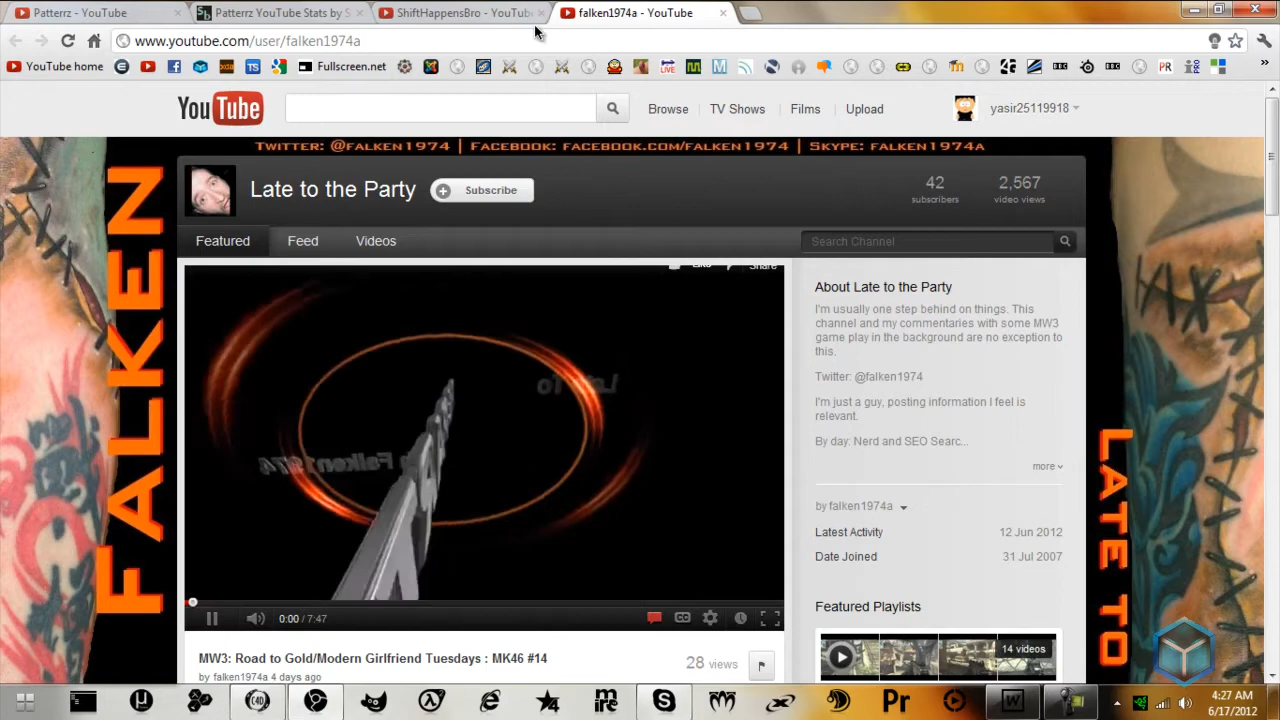 Patterrz - YouTube
Patterrz YouTube Stats by S
ShiftHappensBro - YouTube
falken1974a - YouTube
www.youtube.com/user/falken1974a
YouTube home
Fullscreen.net
YouTube
Browse
TV Shows
Films
Upload
yasir25119918
Twitter: @falken1974 | Facebook: facebook.com/falken1974 | Skype: falken1974a
Late to the Party
Subscribe
42
subscribers
2,567
video views
Featured
Feed
Videos
Search Channel
FALKEN
LATE TO
Like
Share
Late To
Falken1974
About Late to the Party
I'm usually one step behind on things. This
channel and my commentaries with some MW3
game play in the background are no exception to
this.
Twitter: @falken1974
I'm just a guy, posting information I feel is
relevant.
By day: Nerd and SEO Searc...
more
by falken1974a
Latest Activity
12 Jun 2012
Date Joined
31 Jul 2007
Featured Playlists
14 videos
0:00 / 7:47
MW3: Road to Gold/Modern Girlfriend Tuesdays : MK46 #14
28 views
by falken1974a 4 days ago
4:27 AM
6/17/2012